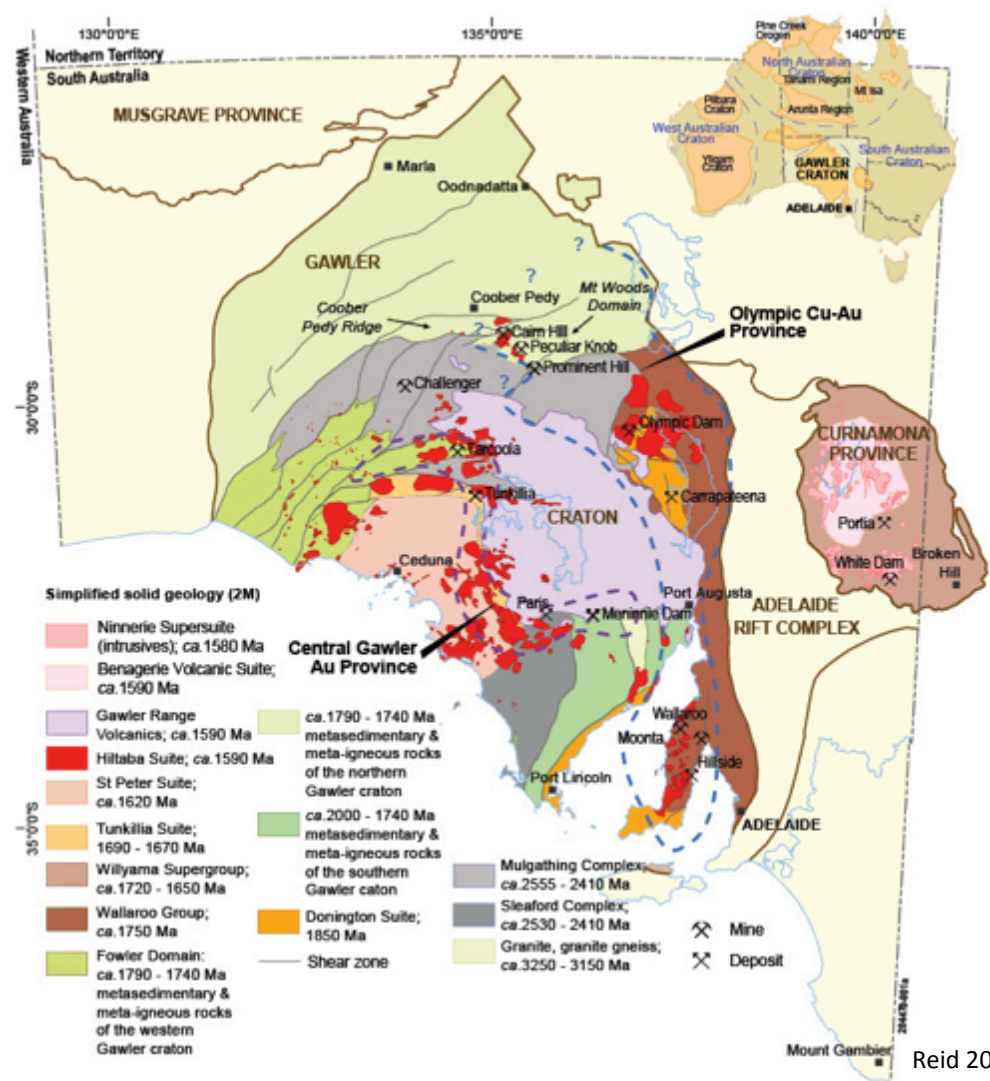 130°0'0"E
135°0'0"E
140°0'0"E
Northern Territory
South Australia
Western Australia
Pine Creek
Orogen
North Australian
Craton
Tanami Region
Mt Isa
Pilbara
Craton
Arunta Region
West Australian
Craton
South Australian
Craton
Yilgarn
Craton
GAWLER
CRATON
ADELAIDE
MUSGRAVE PROVINCE
Marla
Oodnadatta
GAWLER
?
?
Coober Pedy
Mt Woods
Domain
Coober
Pedy Ridge
?
Cairn Hill
Peculiar Knob
Prominent Hill
?
Olympic Cu-Au
Province
30°0'0"S
Challenger
Olympic Dam
CURNAMONA
PROVINCE
Tarcoola
Tunkillia
CRATON
Carrapateena
Portia
White Dam
Broken
Hill
Ceduna
Paris
Menninnie Dam
Port Augusta
ADELAIDE
RIFT COMPLEX
Central Gawler
Au Province
Wallaroo
Moonta
Hillside
Port Lincoln
ADELAIDE
35°0'0"S
Simplified solid geology (2M)
Ninnerie Supersuite
(intrusives); ca.1580 Ma
Benagerie Volcanic Suite;
ca.1590 Ma
Gawler Range
Volcanics; ca.1590 Ma
Hiltaba Suite; ca.1590 Ma
St Peter Suite;
ca.1620 Ma
Tunkillia Suite;
1690 - 1670 Ma
Willyama Supergroup;
ca.1720 - 1650 Ma
Wallaroo Group;
ca.1750 Ma
Fowler Domain:
ca.1790 - 1740 Ma
metasedimentary &
meta-igneous rocks
of the western
Gawler craton
ca.1790 - 1740 Ma
metasedimentary &
meta-igneous rocks
of the northern
Gawler craton
ca.2000 - 1740 Ma
metasedimentary &
meta-igneous rocks
of the southern
Gawler caton
Donington Suite;
1850 Ma
Shear zone
Mulgathing Complex;
ca.2555 - 2410 Ma
Sleaford Complex;
ca.2530 - 2410 Ma
Granite, granite gneiss;
ca.3250 - 3150 Ma
Mine
Deposit
Mount Gambier
Reid 20